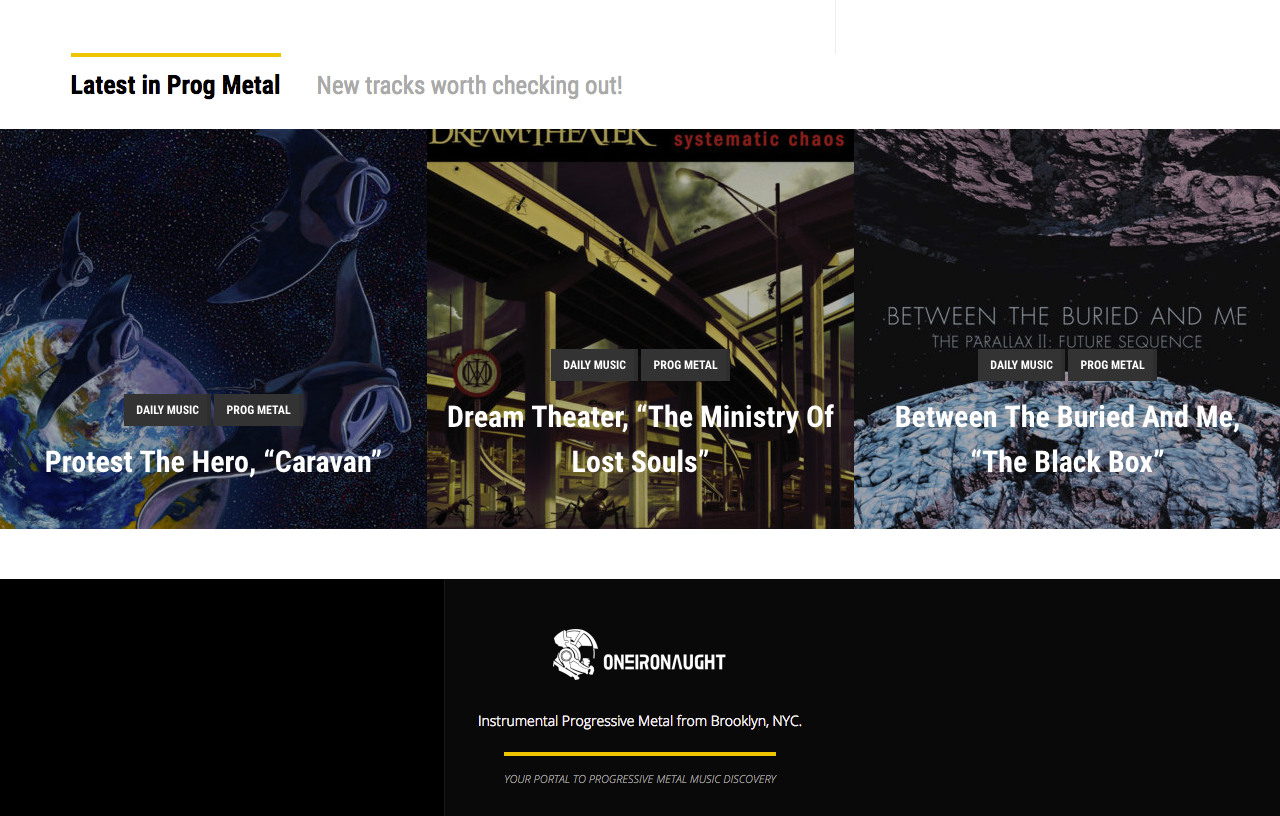 Latest in Prog Metal
New tracks worth checking out!
DREAM THEATER
systematic chaos
BETWEEN THE BURIED AND ME
THE PARALLAX II: FUTURE SEQUENCE
DAILY MUSIC
PROG METAL
Protest The Hero, “Caravan”
DAILY MUSIC
PROG METAL
Dream Theater, “The Ministry Of
Lost Souls”
DAILY MUSIC
PROG METAL
Between The Buried And Me,
“The Black Box”
ONEIRONAUGHT
Instrumental Progressive Metal from Brooklyn, NYC.
YOUR PORTAL TO PROGRESSIVE METAL MUSIC DISCOVERY